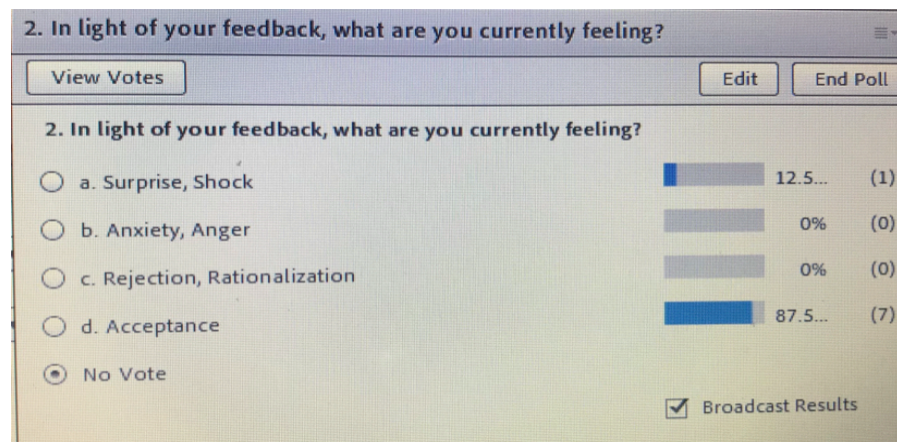 2. In light of your feedback, what are you currently feeling?
View Votes Edit End Poll
2. In light of your feedback, what are you currently feeling?
a. Surprise, Shock 12.5... (1)
b. Anxiety, Anger 0% (0)
c. Rejection, Rationalization 0% (0)
d. Acceptance 87.5... (7)
No Vote
Broadcast Results